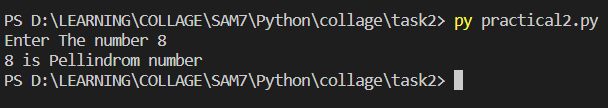 PS D:\LEARNING\COLLAGE\SAM7\Python\collage\task2> py practical2.py
Enter The number 8
8 is Pellindrom number
PS D:\LEARNING\COLLAGE\SAM7\Python\collage\task2>